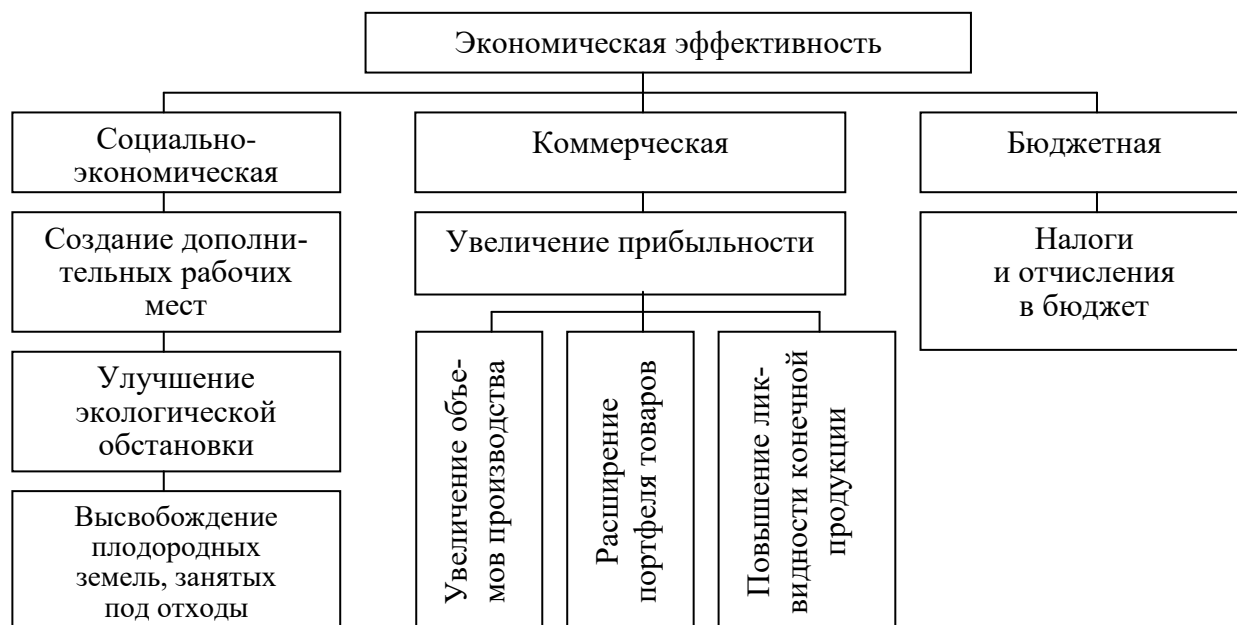 Экономическая эффективность
Социально-
экономическая
Коммерческая
Бюджетная
Создание дополни-
тельных рабочих
мест
Увеличение прибыльности
Налоги
и отчисления
в бюджет
Улучшение
экологической
обстановки
Высвобождение
плодородных
земель, занятых
под отходы
Увеличение объе-
мов производства
Расширение
портфеля товаров
Повышение лик-
видности конечной
продукции